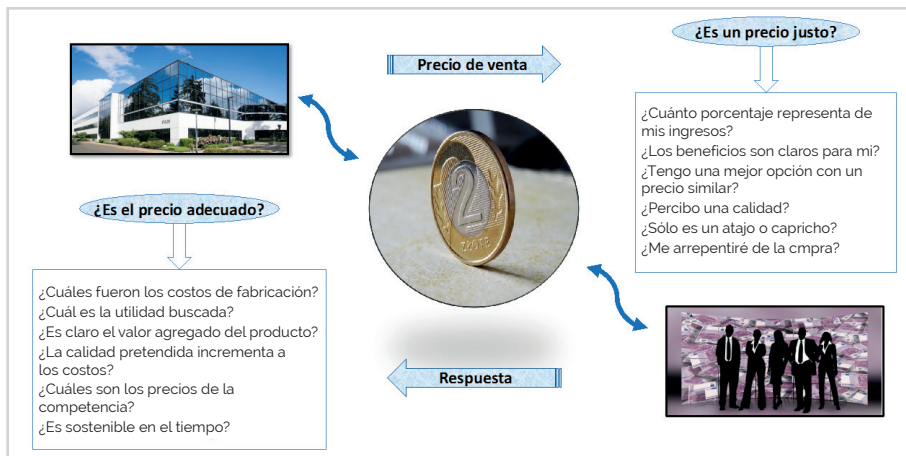 ¿Es un precio justo?
Precio de venta
¿Cuánto porcentaje representa de
mis ingresos?
¿Los beneficios son claros para mi?
¿Tengo una mejor opción con un
precio similar?
¿Percibo una calidad?
¿Sólo es un atajo o capricho?
¿Me arrepentiré de la cmpra?
2
¿Es el precio adecuado?
¿Cuáles fueron los costos de fabricación?
¿Cuál es la utilidad buscada?
¿Es claro el valor agregado del producto?
¿La calidad pretendida incrementa a
los costos?
¿Cuáles son los precios de la
competencia?
¿Es sostenible en el tiempo?
Respuesta